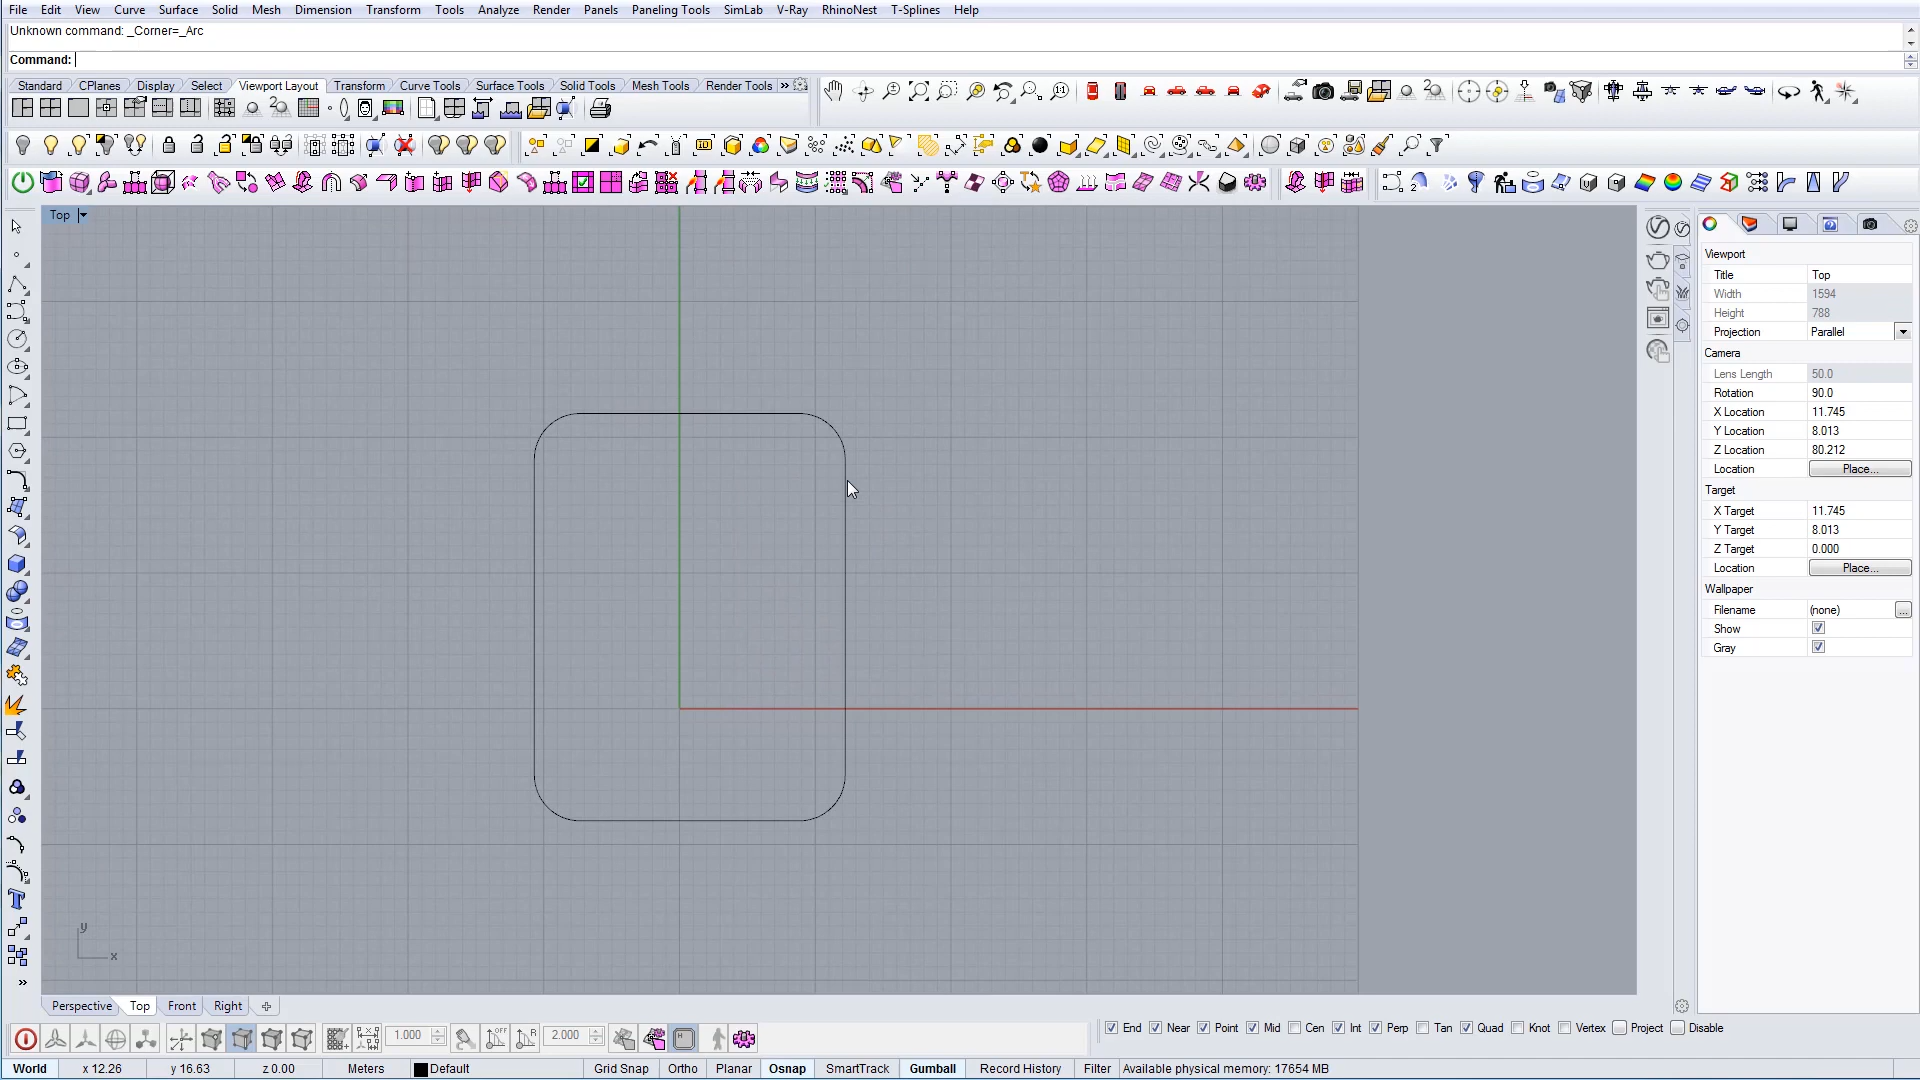 File Edit View Curve Surface Solid Mesh Dimension Transform Tools Analyze Render Panels Paneling Tools SimLab V-Ray RhinoNest T-Splines Help
Unknown command: _Corner=_Arc
Command:
Standard CPlanes Display Select Viewport Layout Transform Curve Tools Surface Tools Solid Tools Mesh Tools Render Tools »
Top
Viewport
Title Top
Width 1594
Height 788
Projection Parallel
Camera
Lens Length 50.0
Rotation 90.0
X Location 11.745
Y Location 8.013
Z Location 80.212
Location Place...
Target
X Target 11.745
Y Target 8.013
Z Target 0.000
Location Place...
Wallpaper
Filename (none) ...
Show
Gray
y
x
»
Perspective Top Front Right
1.000 2.000 End Near Point Mid Cen Int Perp Tan Quad Knot Vertex Project Disable
World x 12.26 y 16.63 z 0.00 Meters Default Grid Snap Ortho Planar Osnap SmartTrack Gumball Record History Filter Available physical memory: 17654 MB